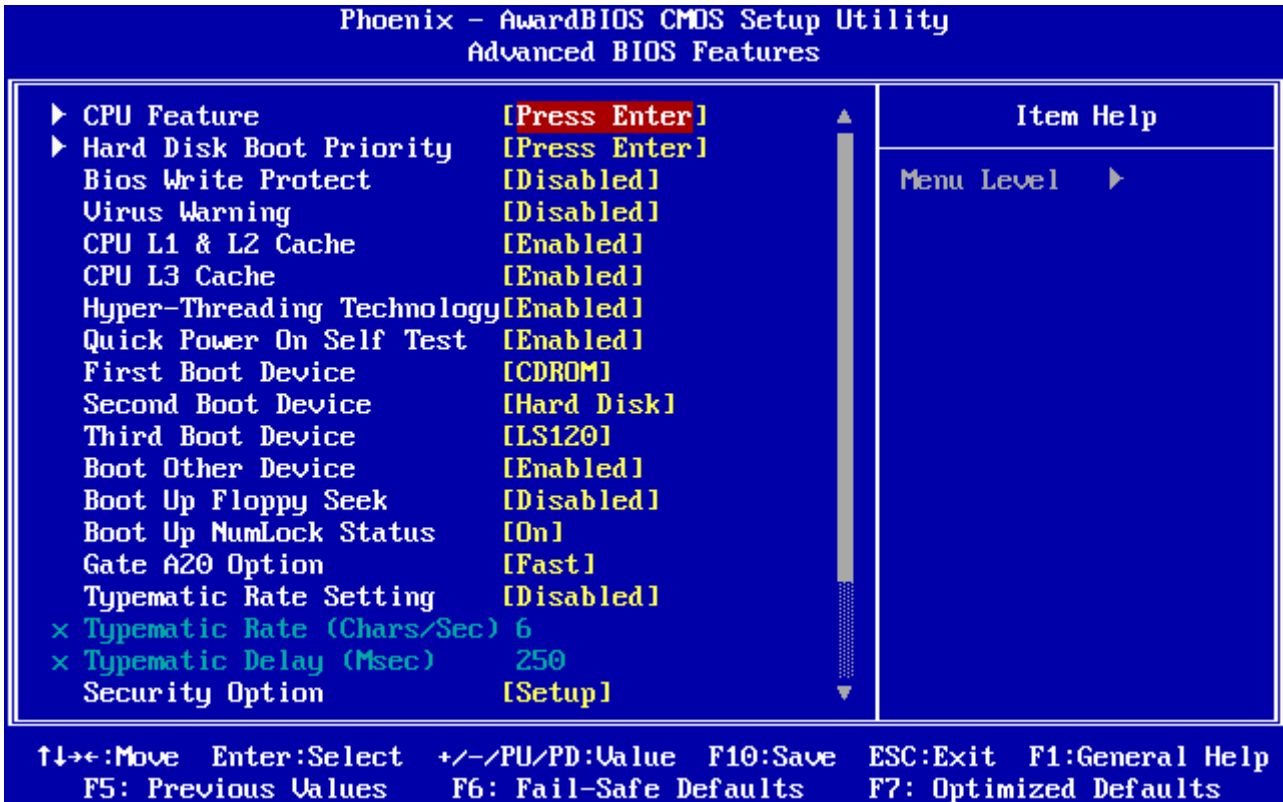 Phoenix - AwardBIOS CMOS Setup Utility
Advanced BIOS Features
▶ CPU Feature [Press Enter]
▶ Hard Disk Boot Priority [Press Enter]
Bios Write Protect [Disabled]
Virus Warning [Disabled]
CPU L1 & L2 Cache [Enabled]
CPU L3 Cache [Enabled]
Hyper-Threading Technology[Enabled]
Quick Power On Self Test [Enabled]
First Boot Device [CDROM]
Second Boot Device [Hard Disk]
Third Boot Device [LS120]
Boot Other Device [Enabled]
Boot Up Floppy Seek [Disabled]
Boot Up NumLock Status [On]
Gate A20 Option [Fast]
Typematic Rate Setting [Disabled]
x Typematic Rate (Chars/Sec) 6
x Typematic Delay (Msec) 250
Security Option [Setup]
Item Help
Menu Level ▶
↑↓→←:Move Enter:Select +/-/PU/PD:Value F10:Save ESC:Exit F1:General Help
F5: Previous Values F6: Fail-Safe Defaults F7: Optimized Defaults